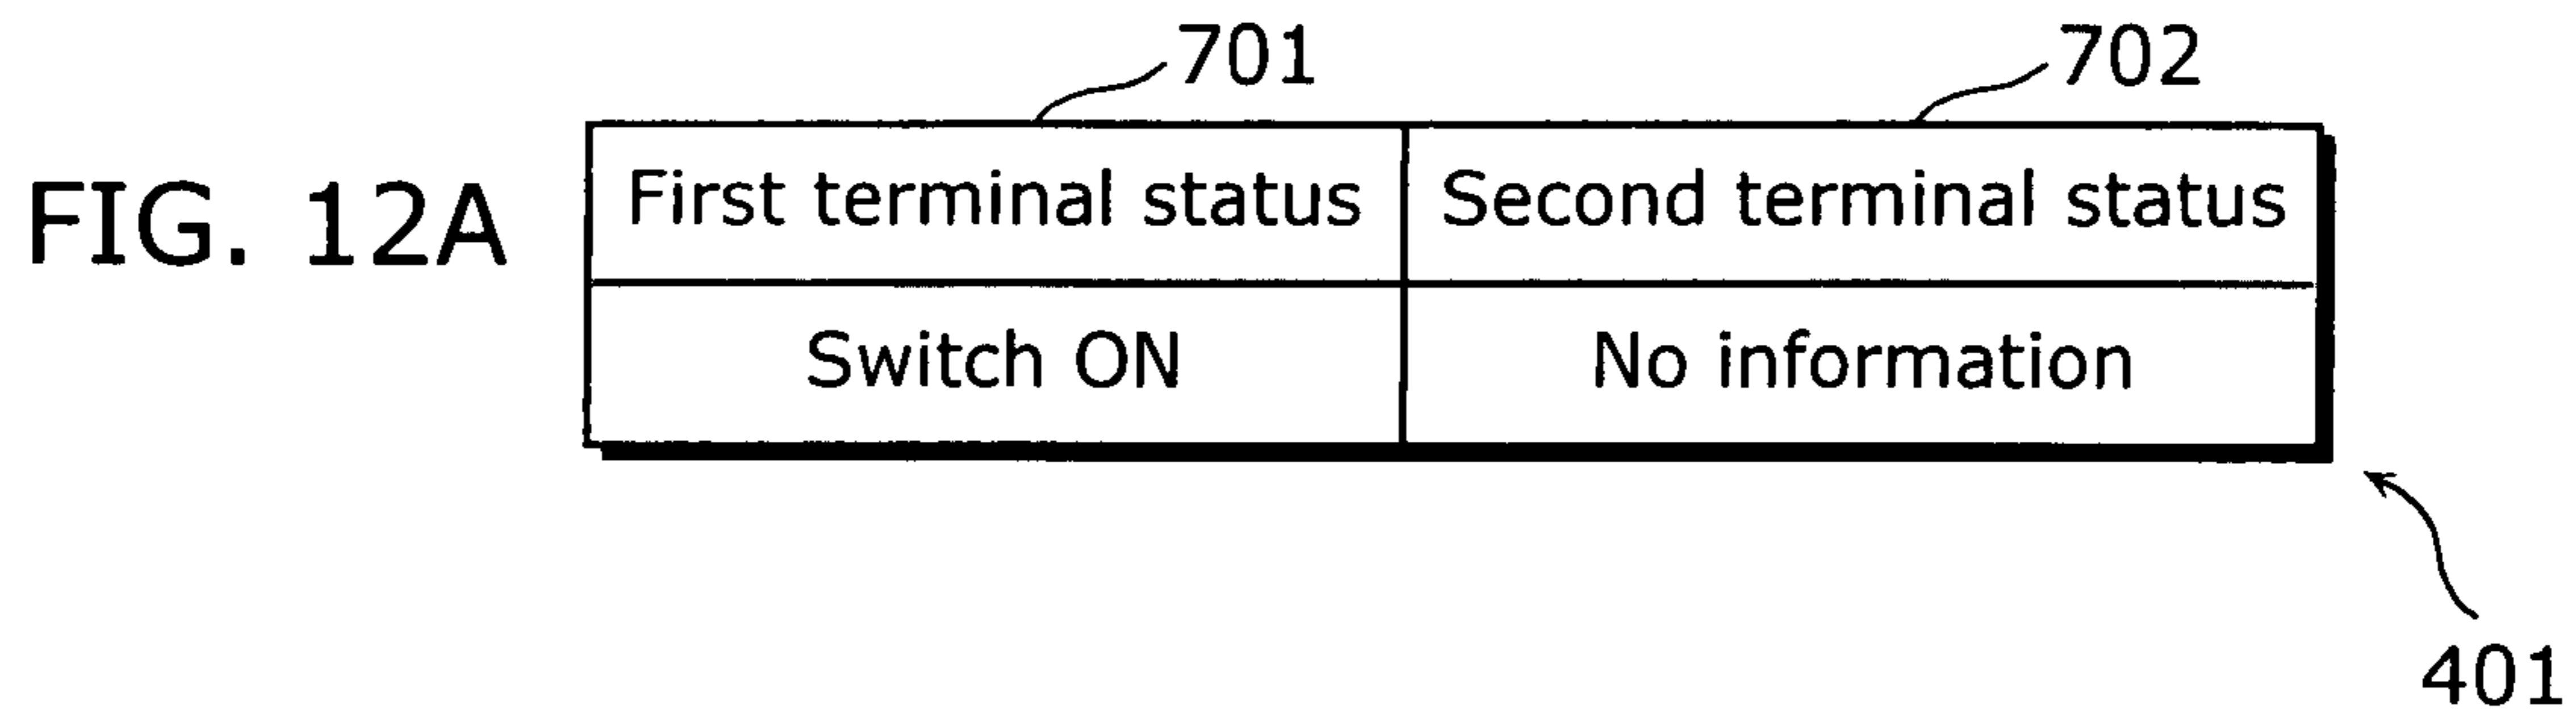 701 702
FIG. 12A
First terminal status Second terminal status
Switch ON No information
401